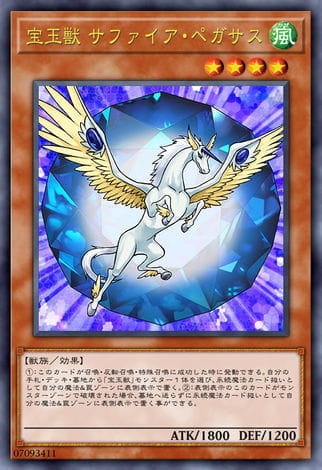 宝玉獣 サファイア・ペガサス 風
【獣族/効果】
①:このカードが召喚・反転召喚・特殊召喚に成功した時に発動できる。自分の
手札・デッキ・墓地から「宝玉獣」モンスター1体を選び、永続魔法カード扱いと
して自分の魔法&罠ゾーンに表側表示で置く。②:表側表示のこのカードがモン
スターゾーンで破壊された場合、墓地へ送らずに永続魔法カード扱いとして
自分の魔法&罠ゾーンに表側表示で置く事ができる。
ATK/1800 DEF/1200
07093411